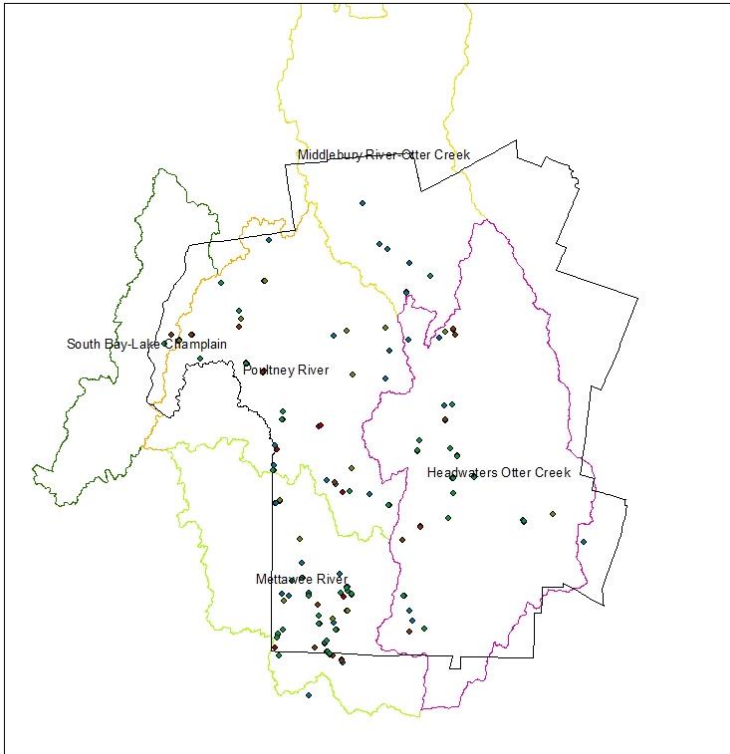 Middlebury River-Otter Creek
South Bay-Lake Champlain
Poultney River
Headwaters Otter Creek
Mettawee River